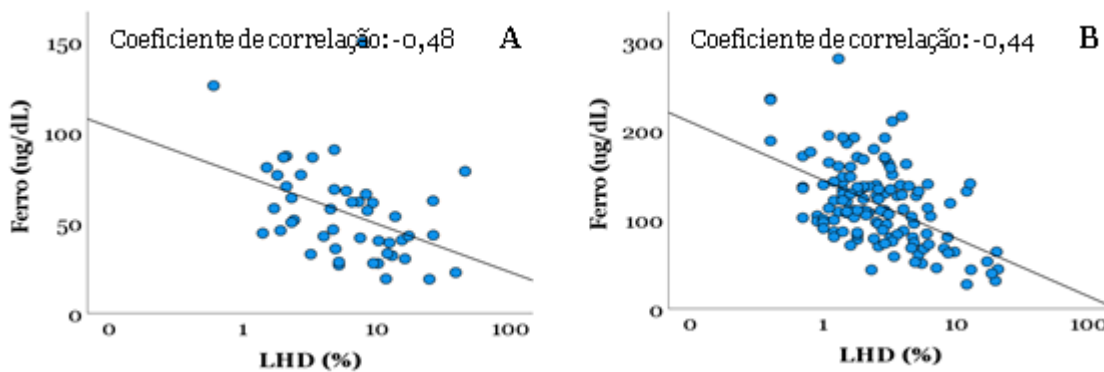 Coeficiente de correlação: -0,48 A
150
100
50
0
Ferro (ug/dL)
0 1 10 100
LHD (%)
Coeficiente de correlação: -0,44 B
300
200
100
0
Ferro (ug/dL)
0 1 10 100
LHD (%)